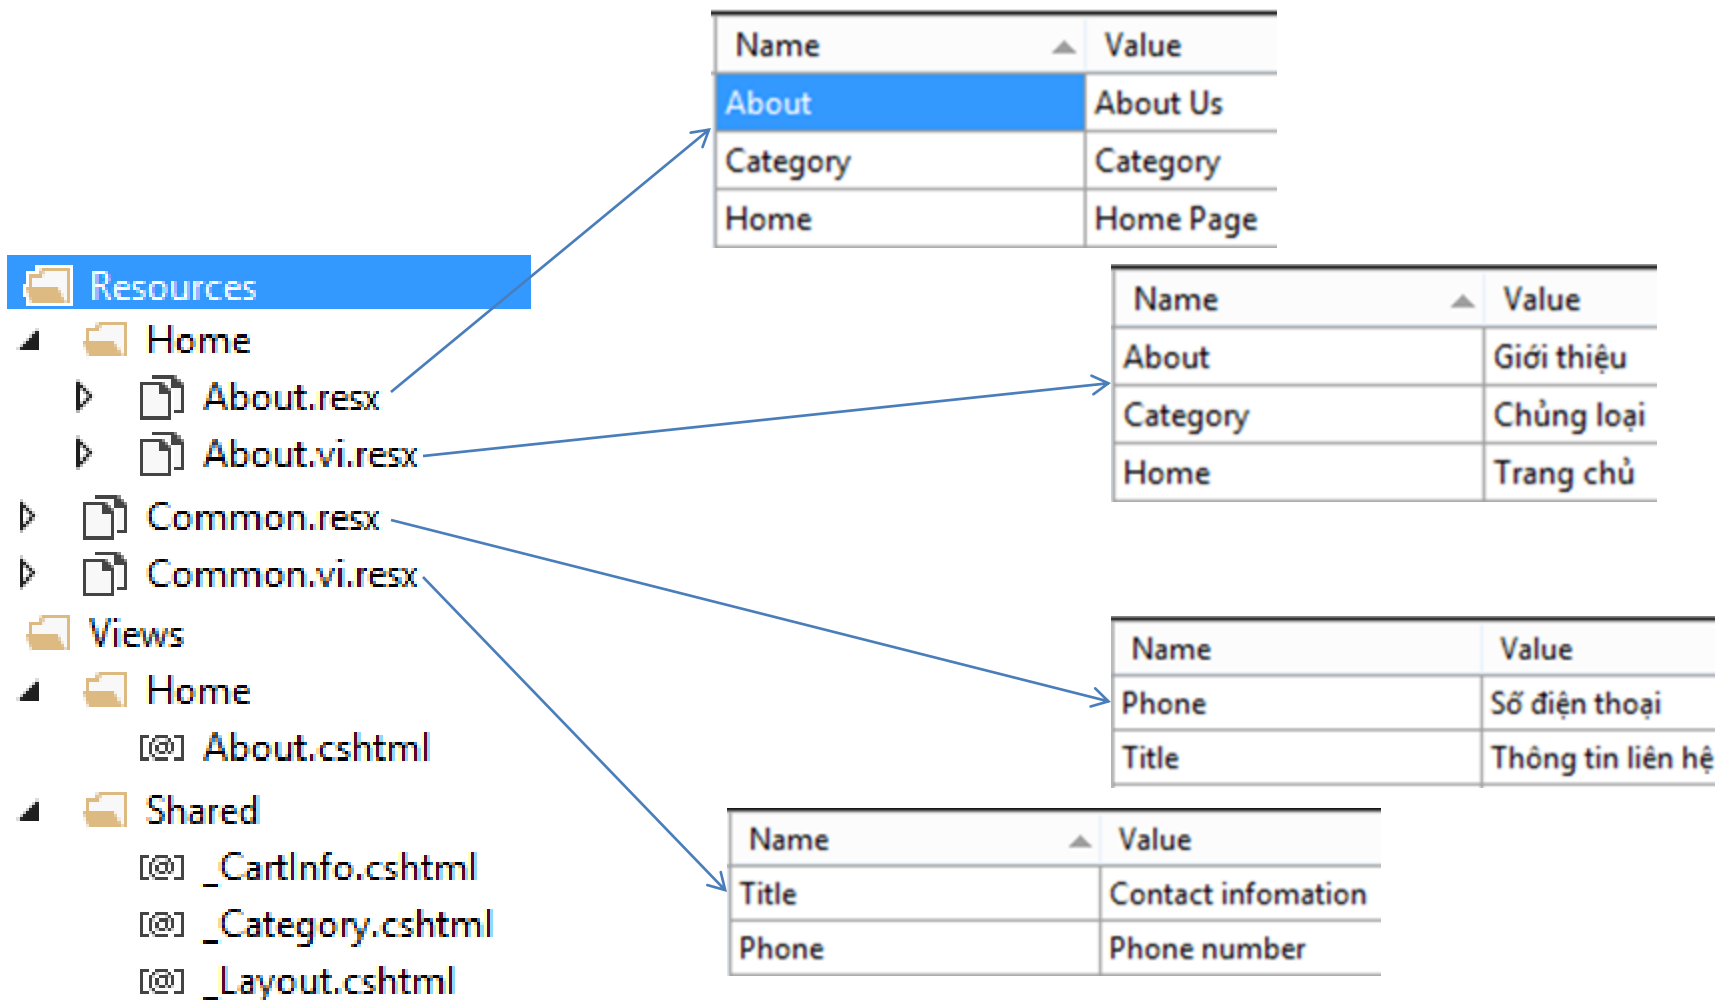 Name Value
About About Us
Category Category
Home Home Page
Resources
Home
About.resx
About.vi.resx
Common.resx
Common.vi.resx
Views
Home
About.cshtml
Shared
_CartInfo.cshtml
_Category.cshtml
_Layout.cshtml
Name Value
About Giới thiệu
Category Chủng loại
Home Trang chủ
Name Value
Phone Số điện thoại
Title Thông tin liên hệ
Name Value
Title Contact infomation
Phone Phone number